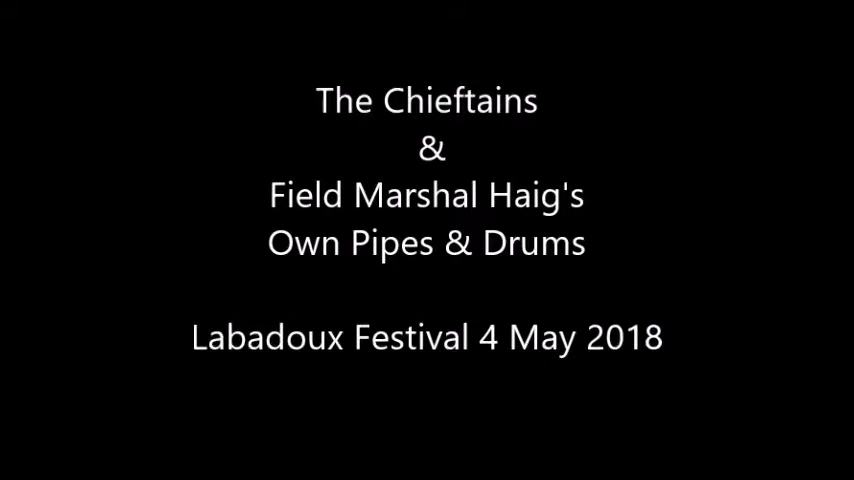 The Chieftains
&
Field Marshal Haig's
Own Pipes & Drums
Labadoux Festival 4 May 2018